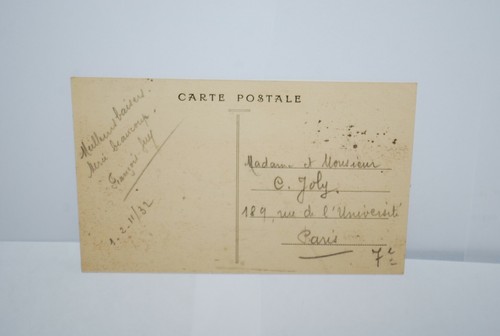 CARTE POSTALE
Meilleurs baisers.
Merci beaucoup.
François
1.2.11/32
Madame et Monsieur
C. Joly.
189, rue de l'Université
Paris
7e